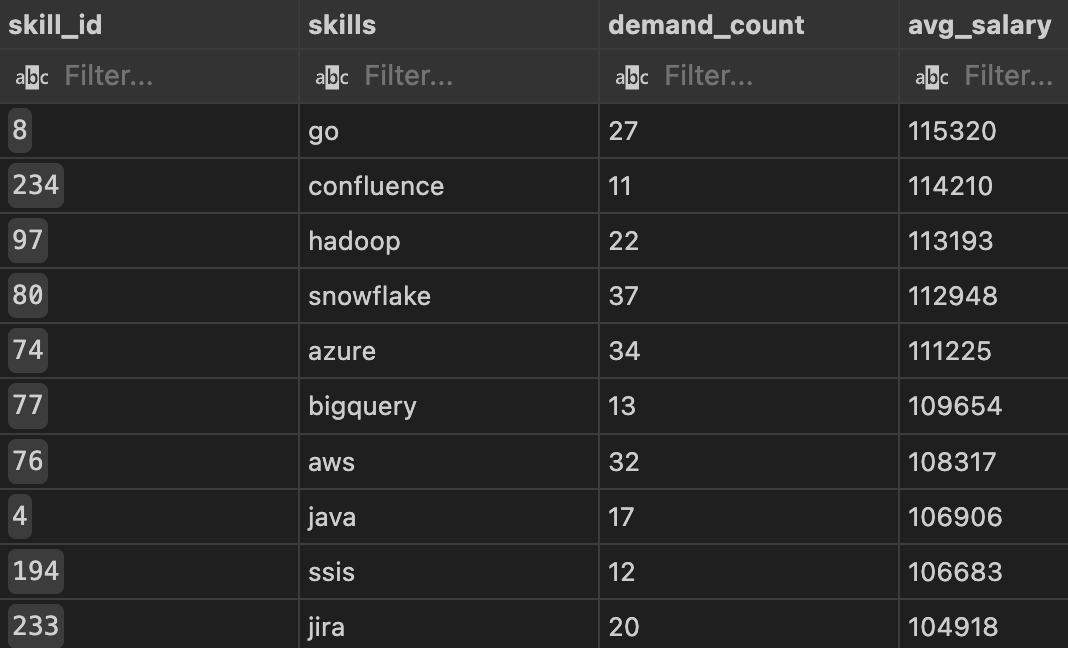 skill_id skills demand_count avg_salary
abc Filter... abc Filter... abc Filter... abc Filter...
8 go 27 115320
234 confluence 11 114210
97 hadoop 22 113193
80 snowflake 37 112948
74 azure 34 111225
77 bigquery 13 109654
76 aws 32 108317
4 java 17 106906
194 ssis 12 106683
233 jira 20 104918